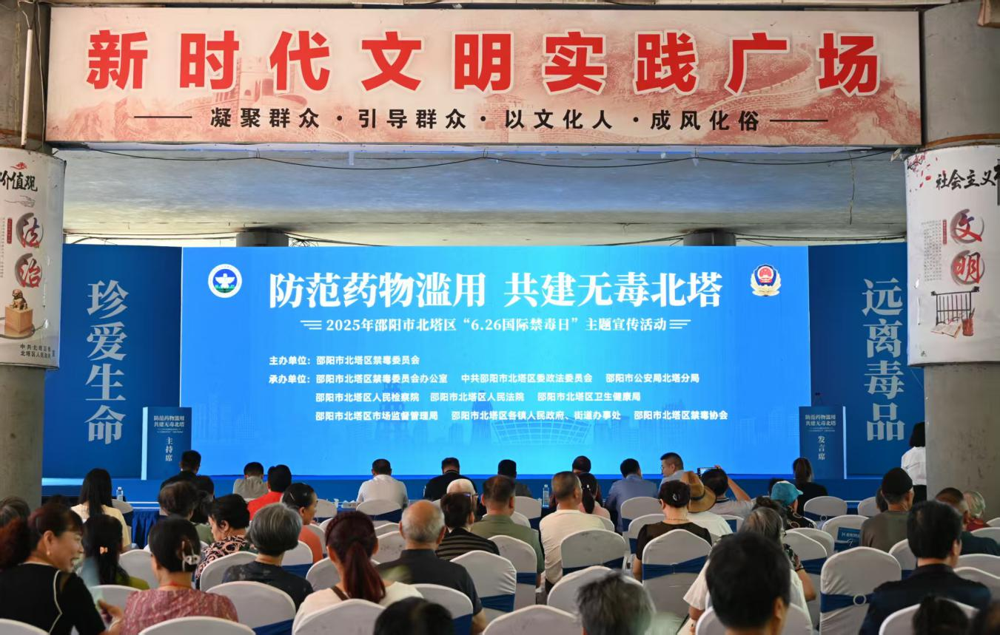 新时代文明实践广场
凝聚群众·引导群众·以文化人·成风化俗
价值观
法治
中共北塔区委
北塔区人民政府
社会主义
文明
珍爱生命
远离毒品
防范药物滥用 共建无毒北塔
2025年邵阳市北塔区“6.26国际禁毒日”主题宣传活动
主办单位：邵阳市北塔区禁毒委员会
承办单位：邵阳市北塔区禁毒委员会办公室 中共邵阳市北塔区委政法委员会 邵阳市公安局北塔分局
邵阳市北塔区人民检察院 邵阳市北塔区人民法院 邵阳市北塔区卫生健康局
邵阳市北塔区市场监督管理局 邵阳市北塔区各镇人民政府、街道办事处 邵阳市北塔区禁毒协会
防范药物滥用
共建无毒北塔
主持席
防范药物滥用
共建无毒北塔
发言席